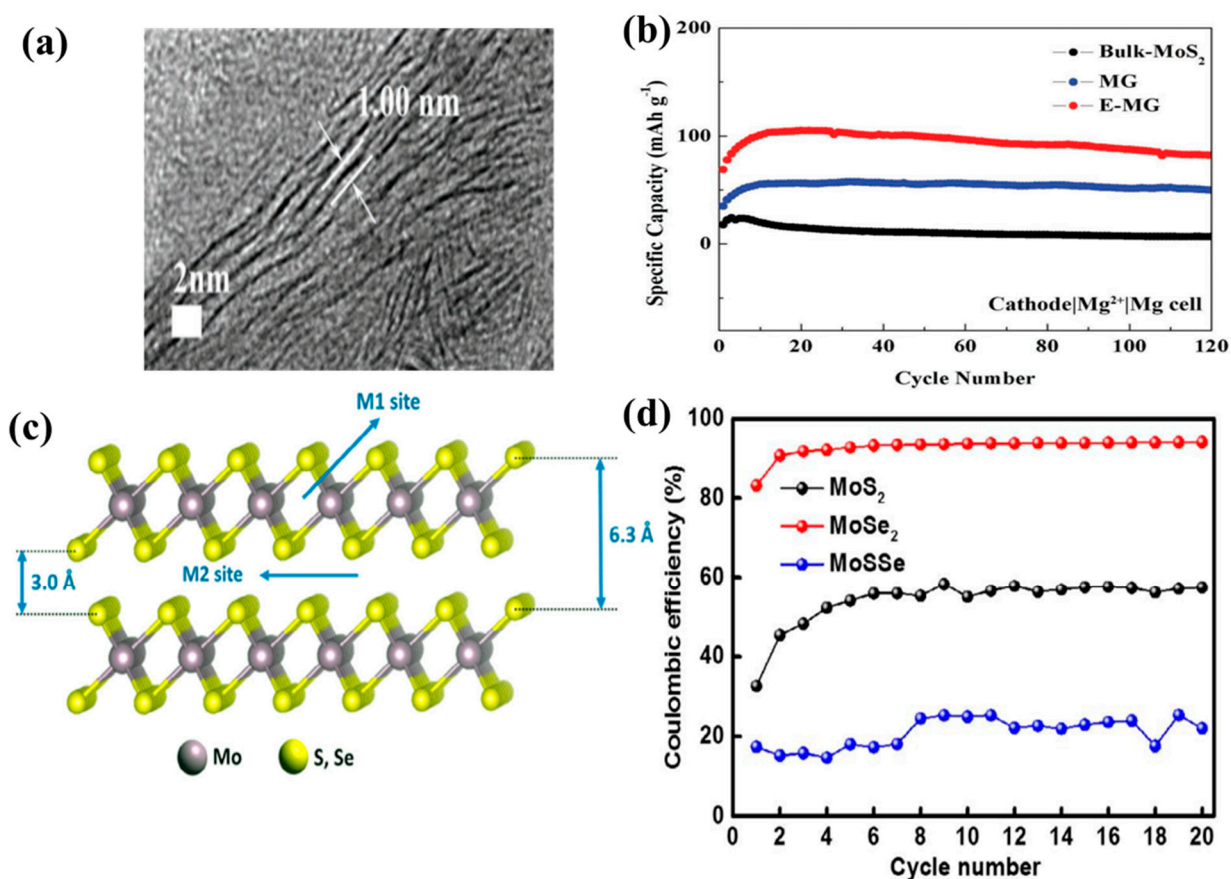 (a)
1.00 nm
2nm
(b)
Bulk-MoS₂
MG
E-MG
200
100
0
Specific Capacity (mAh g⁻¹)
Cathode|Mg²⁺|Mg cell
0 20 40 60 80 100 120
Cycle Number
(c)
M1 site
6.3 Å
3.0 Å
M2 site
Mo
S, Se
(d)
100
80
60
40
20
0
Coulombic efficiency (%)
MoS₂
MoSe₂
MoSSe
0 2 4 6 8 10 12 14 16 18 20
Cycle number